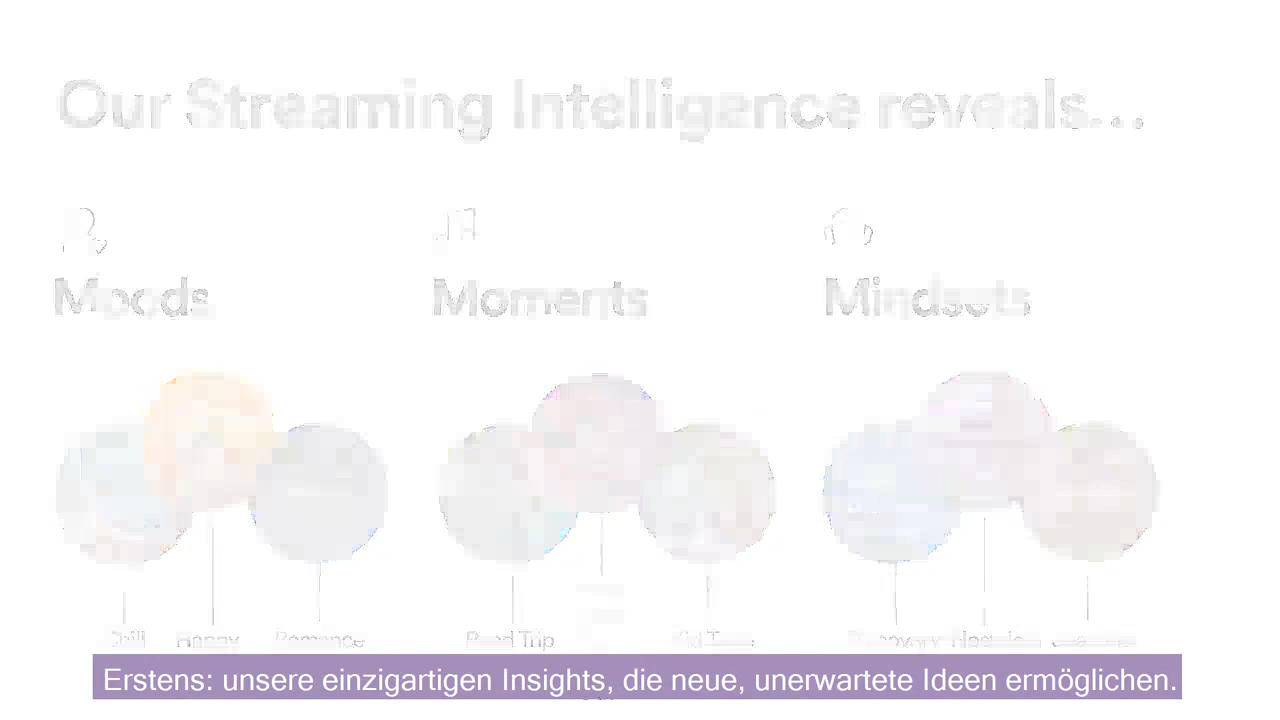 Our Streaming Intelligence reveals...
Moods Moments Mindsets
Chill Happy Romance Road Trip
Erstens: unsere einzigartigen Insights, die neue, unerwartete Ideen ermöglichen.